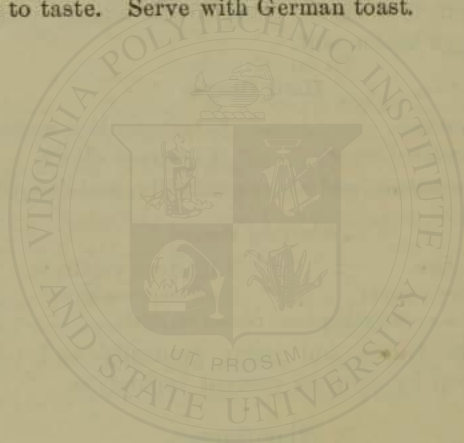 to taste. Serve with German toast.
VIRGINIA POLYTECHNIC INSTITUTE
AND STATE UNIVERSITY
UT PROSIM